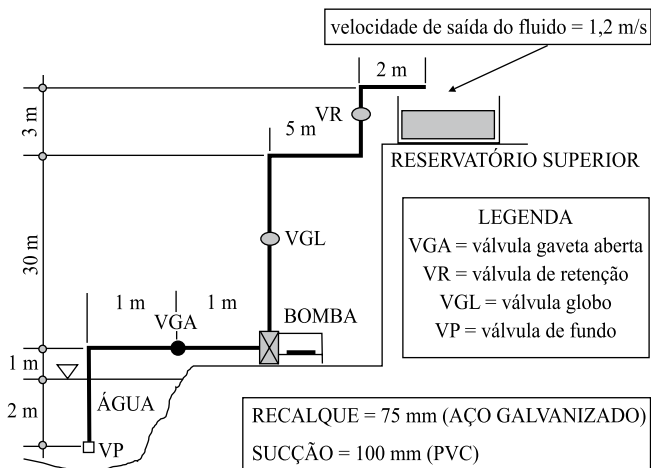 velocidade de saída do fluido = 1,2 m/s
2 m
3 m
VR
5 m
RESERVATÓRIO SUPERIOR
30 m
VGL
LEGENDA
VGA = válvula gaveta aberta
VR = válvula de retenção
VGL = válvula globo
VP = válvula de fundo
1 m
1 m
VGA
BOMBA
1 m
ÁGUA
2 m
VP
RECALQUE = 75 mm (AÇO GALVANIZADO)
SUCÇÃO = 100 mm (PVC)